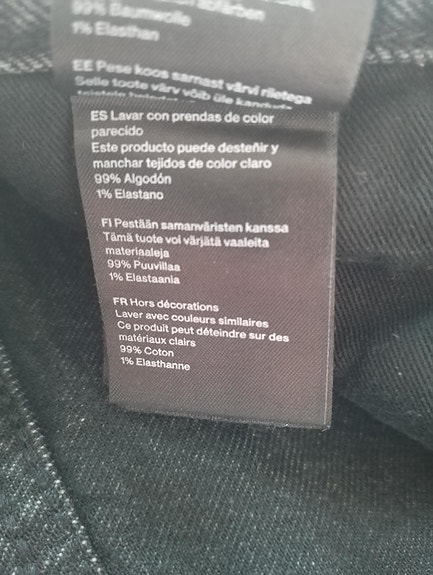 99% Baumwolle
1% Elasthan
EE Pese koos sarnast värvi riietega
Selle toote värv võib üle kanduda
ES Lavar con prendas de color
parecido
Este producto puede desteñir y
manchar tejidos de color claro
99% Algodón
1% Elastano
FI Pestään samanväristen kanssa
Tämä tuote voi värjätä vaaleita
materiaaleja
99% Puuvillaa
1% Elastaania
FR Hors décorations
Laver avec couleurs similaires
Ce produit peut déteindre sur des
matériaux clairs
99% Coton
1% Elasthanne